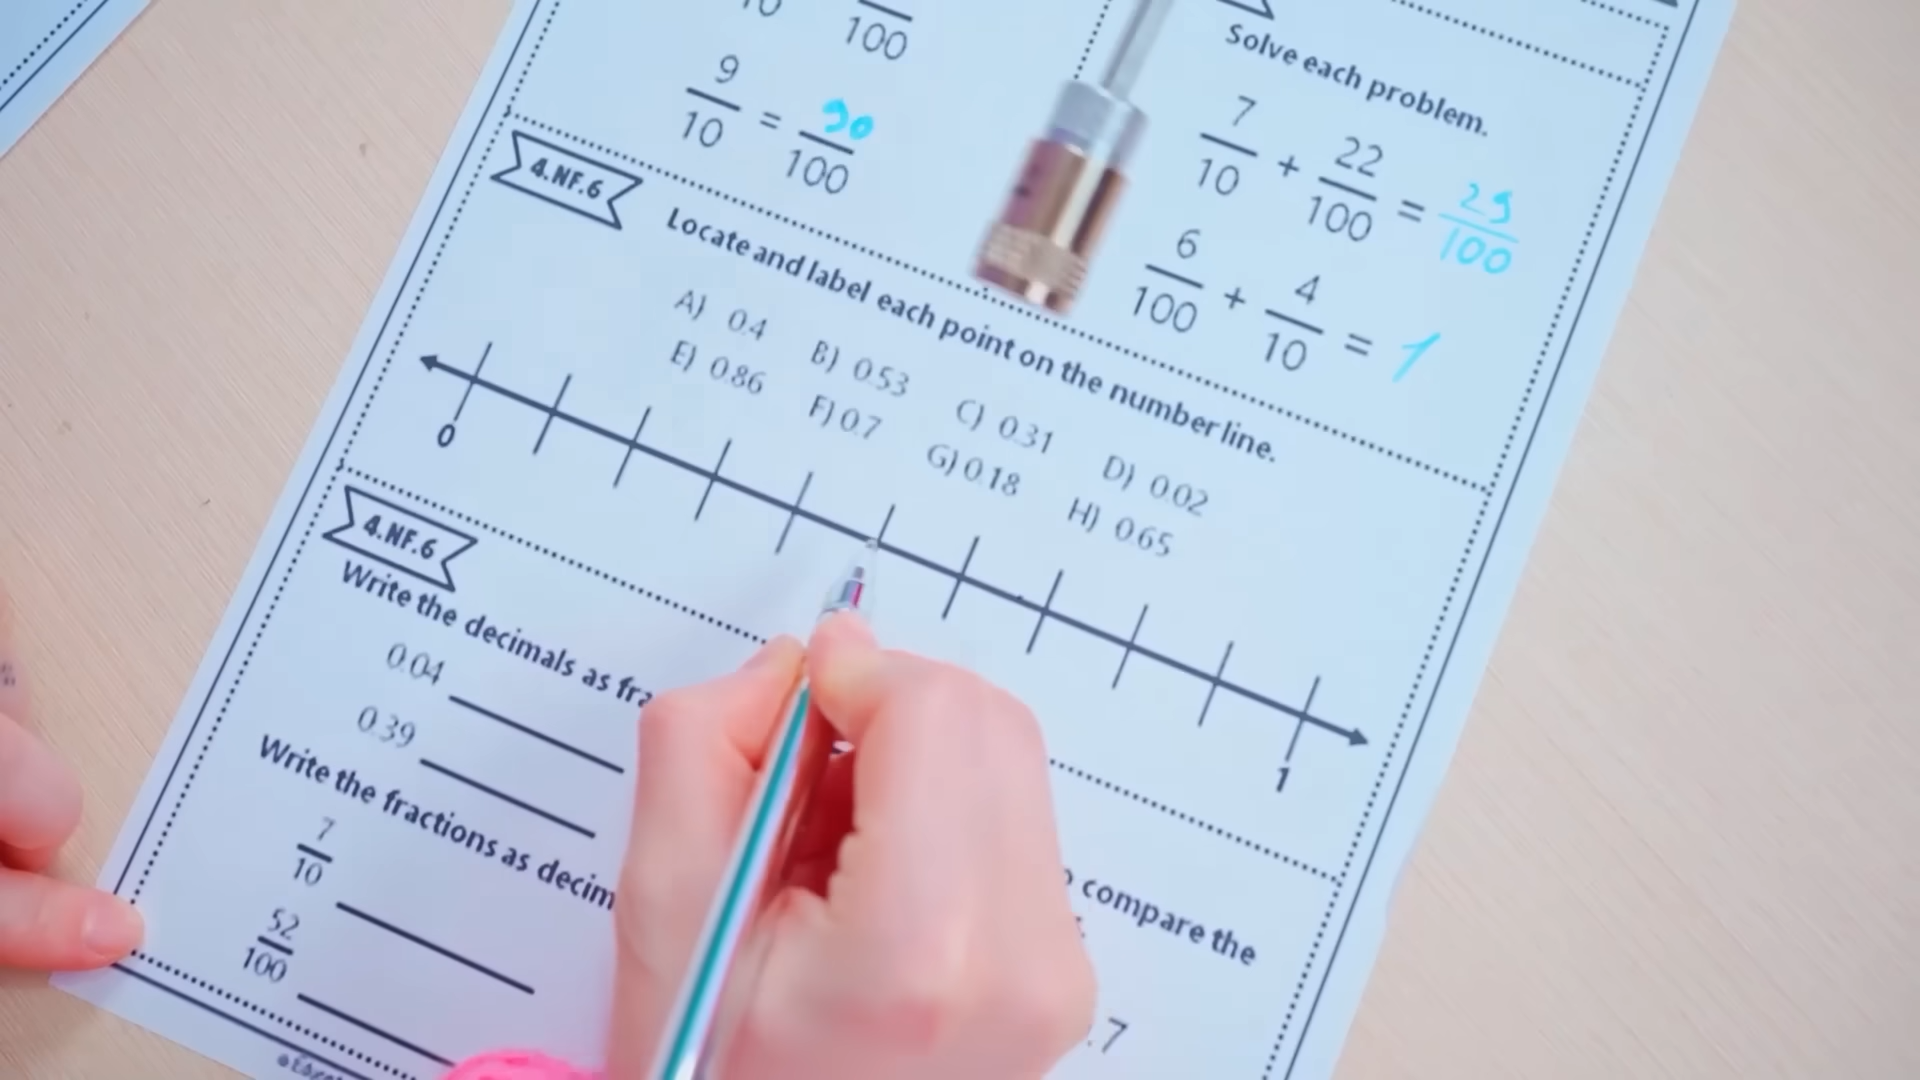 10 100
9/10 = 90/100
Solve each problem.
7/10 + 22/100 = 29/100
6/100 + 4/10 = 1
4.NF.6
Locate and label each point on the number line.
A) 0.4 B) 0.53 C) 0.31 D) 0.02
E) 0.86 F) 0.7 G) 0.18 H) 0.65
0 1
4.NF.6
Write the decimals as
0.04
0.39
Write the fractions as
7/10
52/100
compare the
.7